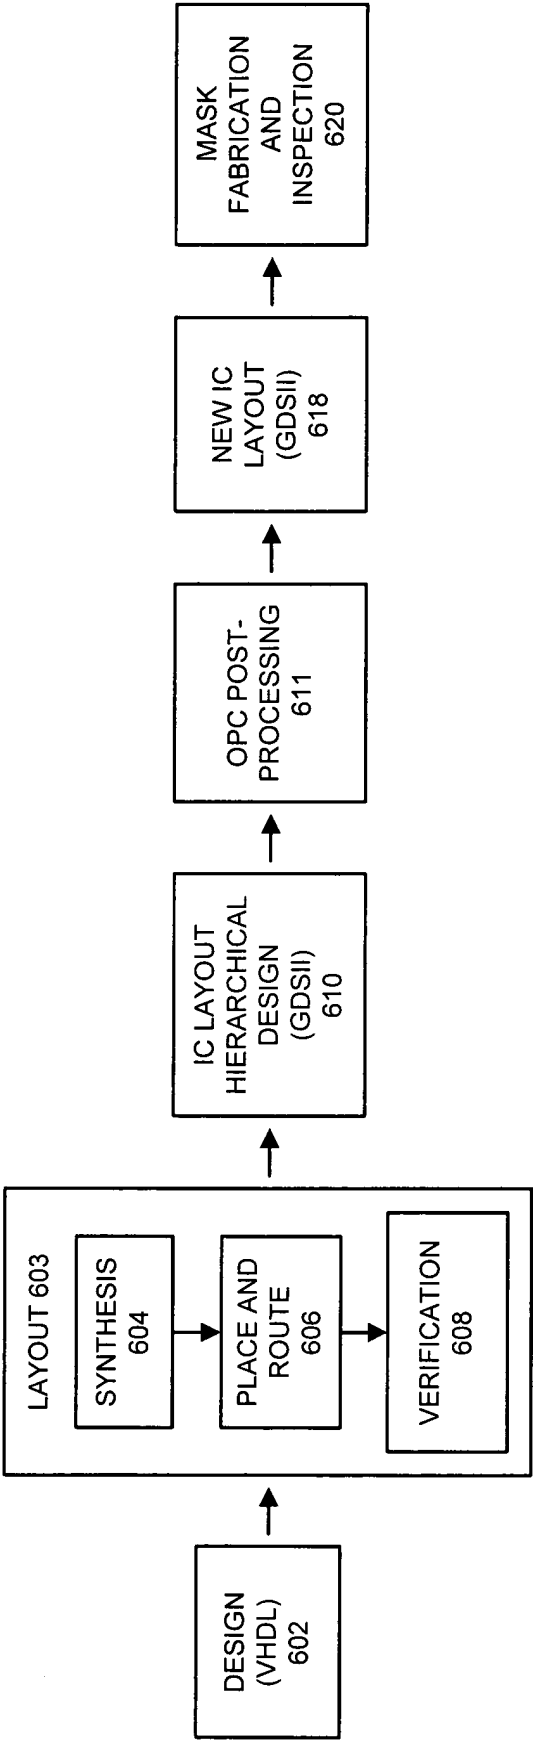 DESIGN
(VHDL)
602
LAYOUT 603
SYNTHESIS
604
PLACE AND
ROUTE
606
VERIFICATION
608
IC LAYOUT
HIERARCHICAL
DESIGN
(GDSII)
610
OPC POST-
PROCESSING
611
NEW IC
LAYOUT
(GDSII)
618
MASK
FABRICATION
AND
INSPECTION
620